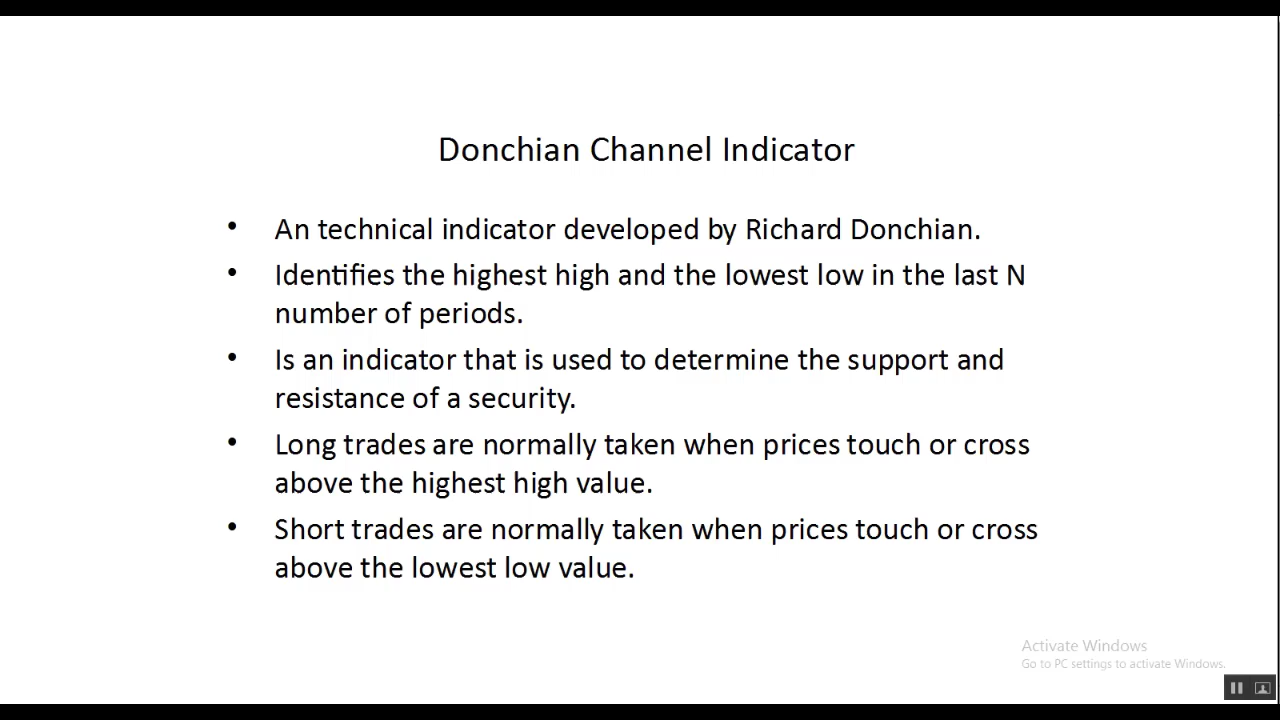 Donchian Channel Indicator
• An technical indicator developed by Richard Donchian.
• Identifies the highest high and the lowest low in the last N
number of periods.
• Is an indicator that is used to determine the support and
resistance of a security.
• Long trades are normally taken when prices touch or cross
above the highest high value.
• Short trades are normally taken when prices touch or cross
above the lowest low value.
Activate Windows
Go to PC settings to activate Windows.